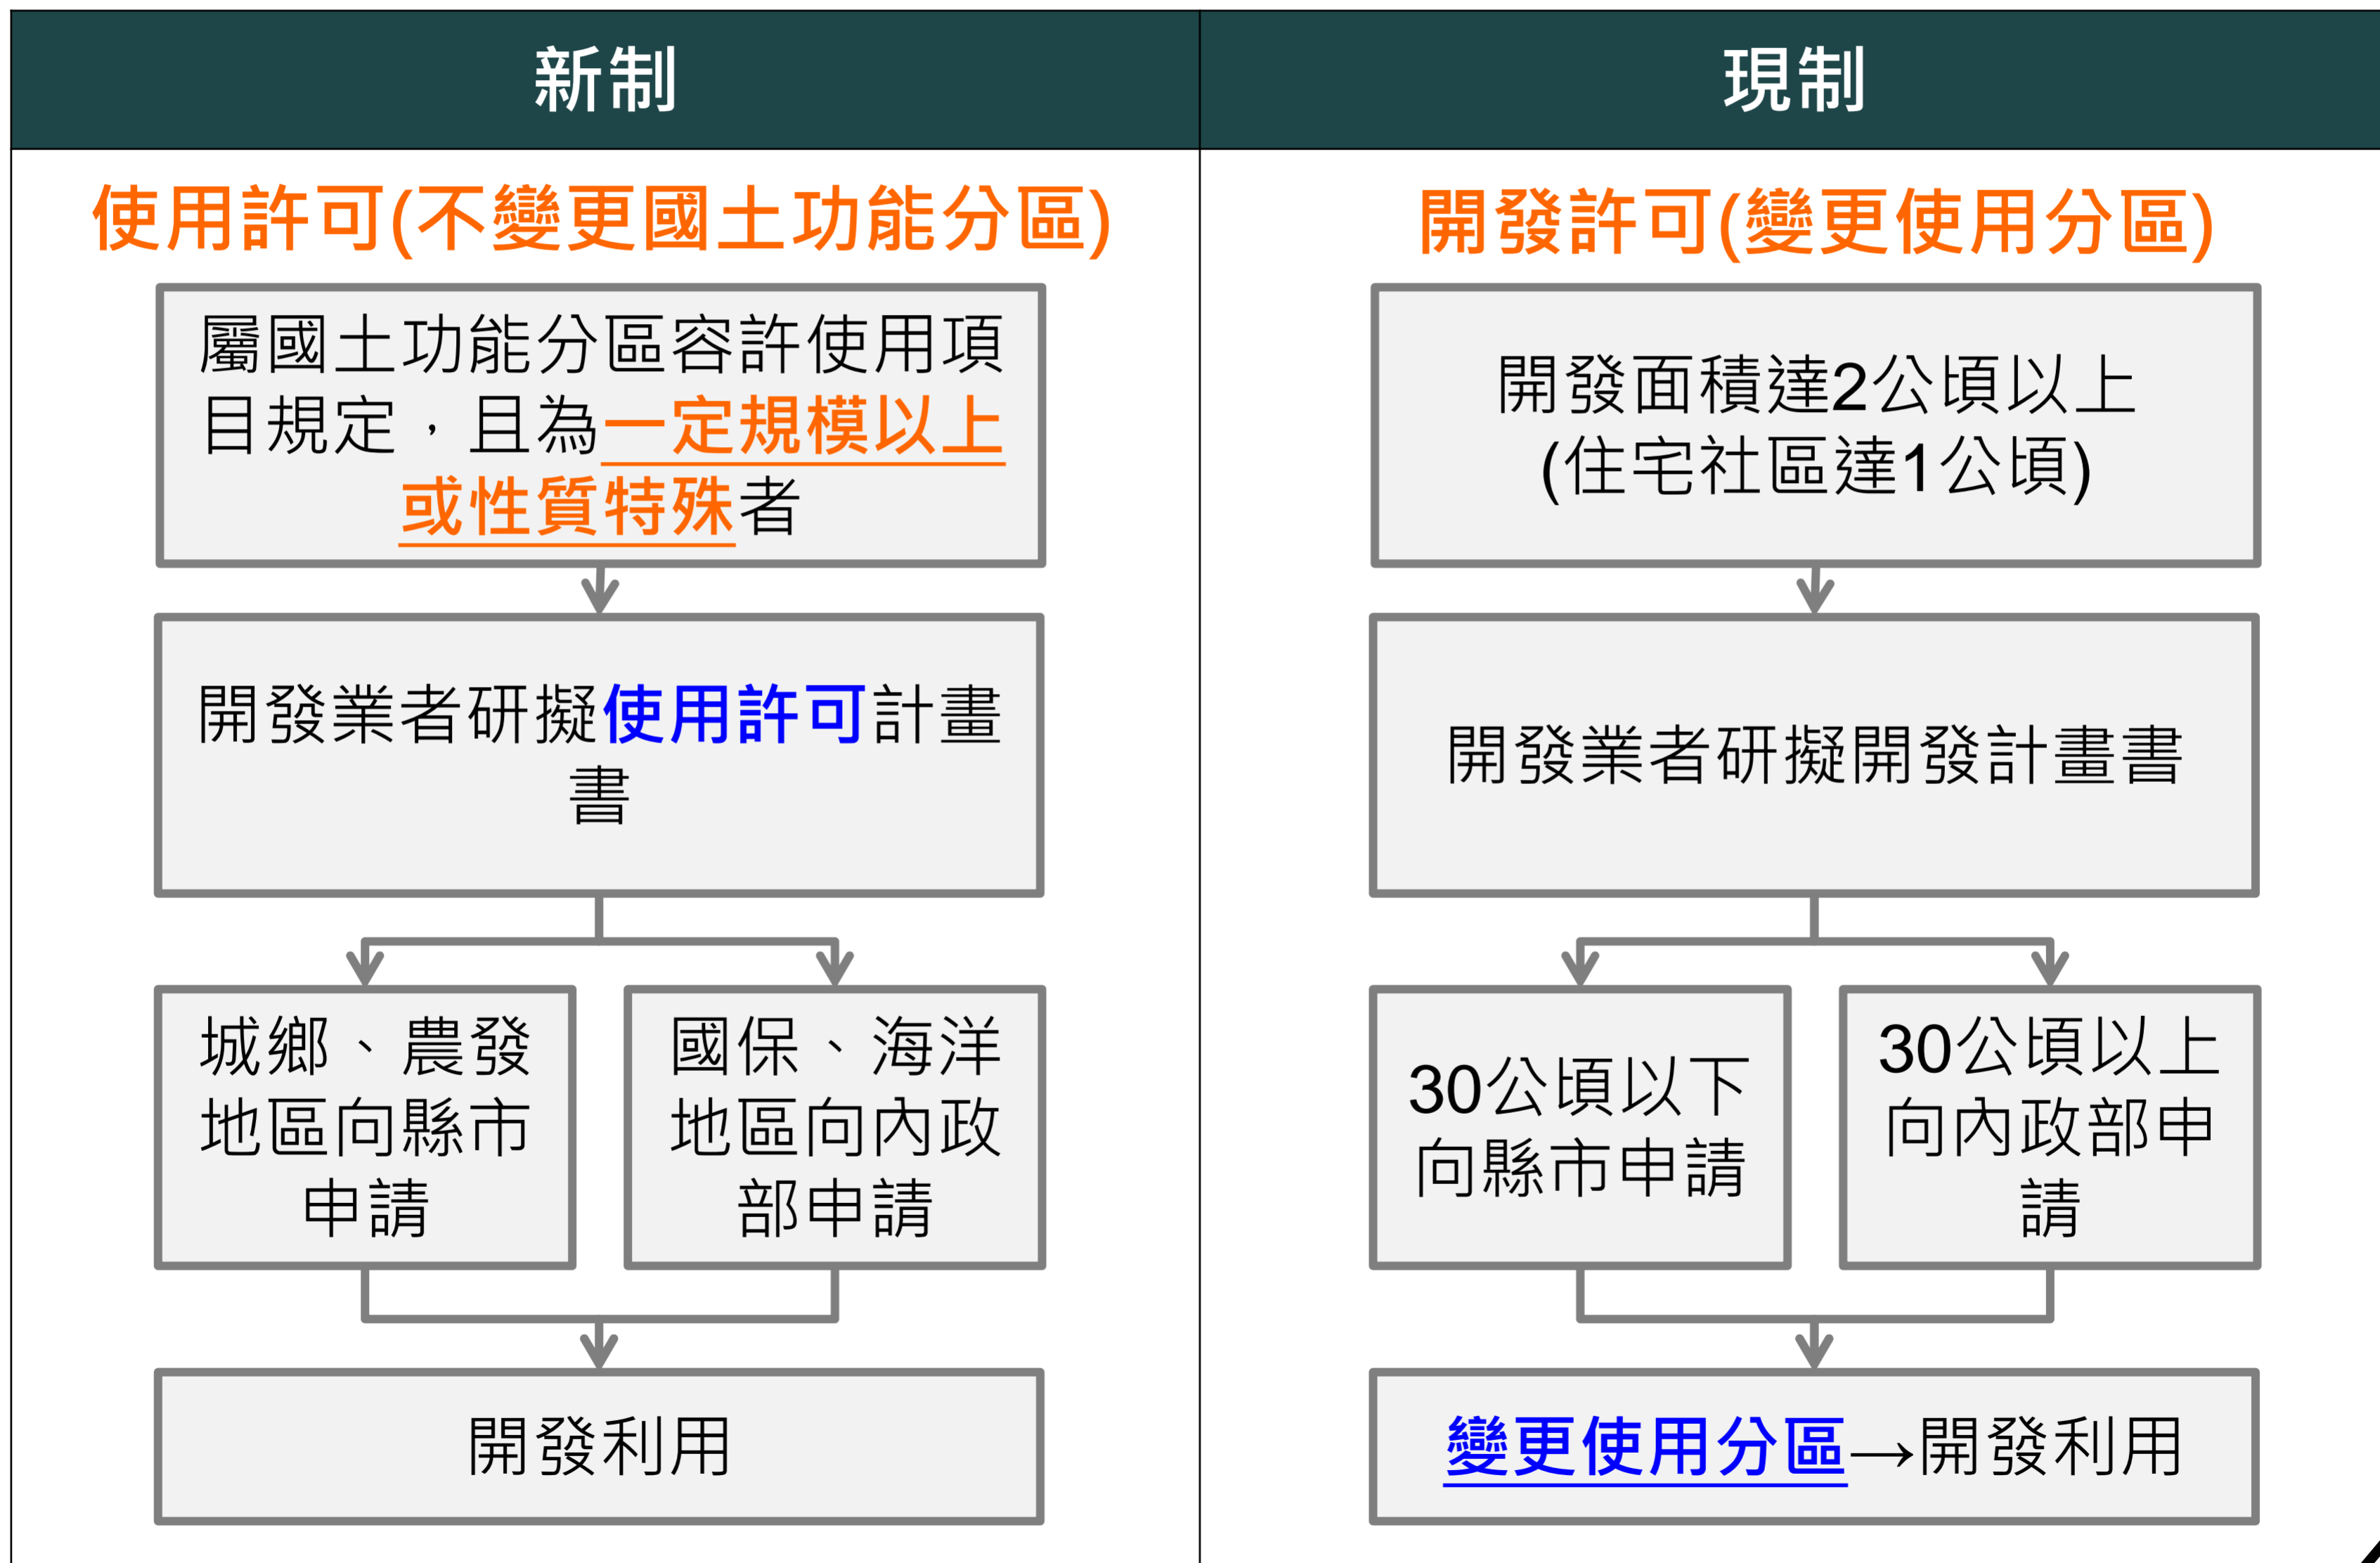 新制
使用許可(不變更國土功能分區)
屬國土功能分區容許使用項
目規定，且為一定規模以上
或性質特殊者
開發業者研擬使用許可計畫
書
城鄉、農發
地區向縣市
申請
國保、海洋
地區向內政
部申請
開發利用
現制
開發許可(變更使用分區)
開發面積達2公頃以上
(住宅社區達1公頃)
開發業者研擬開發計畫書
30公頃以下
向縣市申請
30公頃以上
向內政部申
請
變更使用分區→開發利用